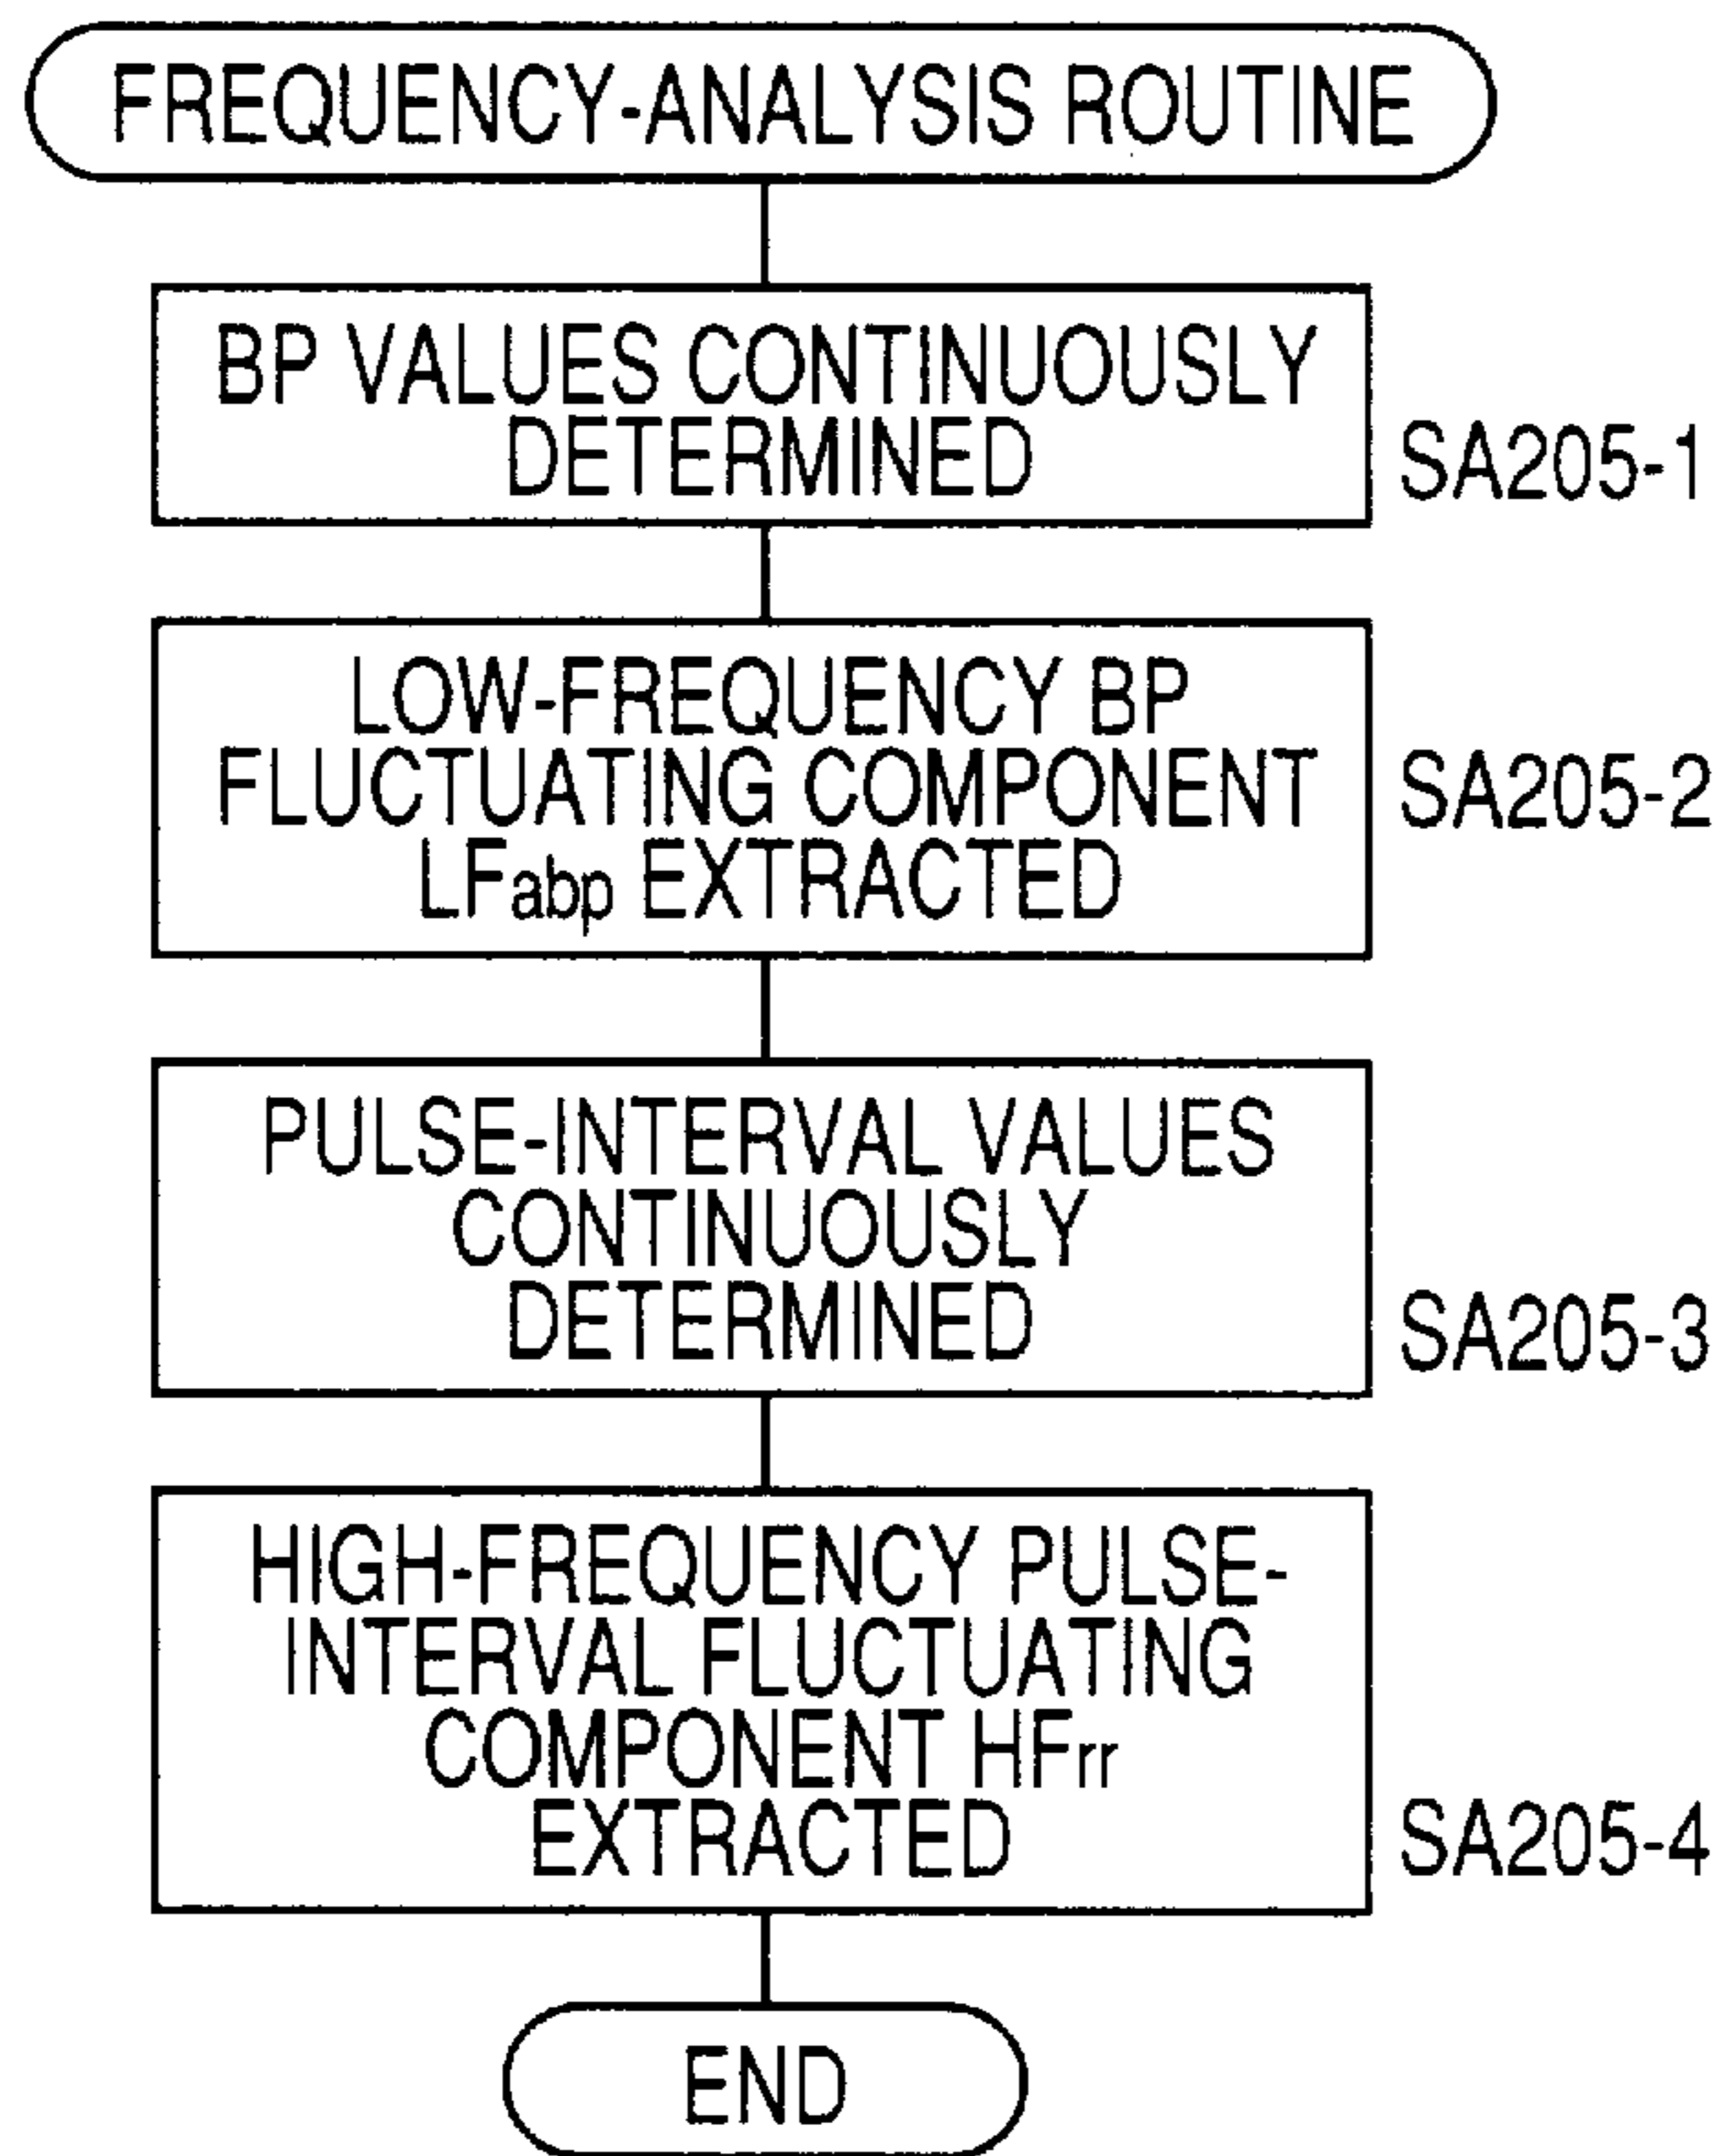 FREQUENCY-ANALYSIS ROUTINE
BP VALUES CONTINUOUSLY
DETERMINED
SA205-1
LOW-FREQUENCY BP
FLUCTUATING COMPONENT
LFabp EXTRACTED
SA205-2
PULSE-INTERVAL VALUES
CONTINUOUSLY
DETERMINED
SA205-3
HIGH-FREQUENCY PULSE-
INTERVAL FLUCTUATING
COMPONENT HFrr
EXTRACTED
SA205-4
END